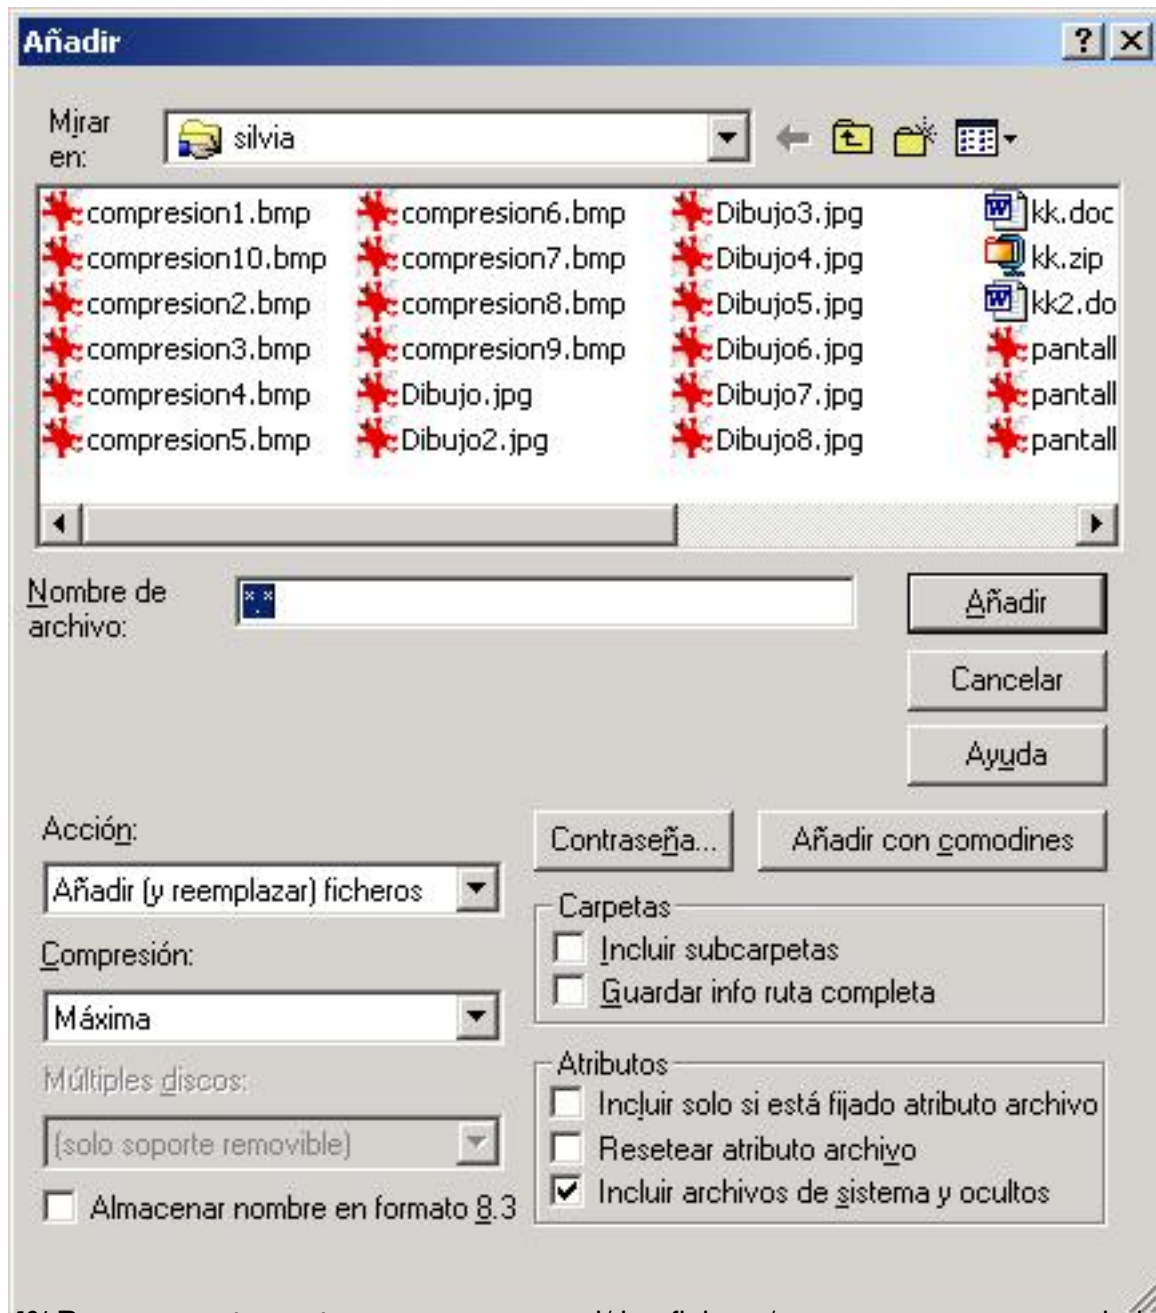 Añadir
Mirar
en:
silvia
compresion1.bmp
compresion10.bmp
compresion2.bmp
compresion3.bmp
compresion4.bmp
compresion5.bmp
compresion6.bmp
compresion7.bmp
compresion8.bmp
compresion9.bmp
Dibujo.jpg
Dibujo2.jpg
Dibujo3.jpg
Dibujo4.jpg
Dibujo5.jpg
Dibujo6.jpg
Dibujo7.jpg
Dibujo8.jpg
kk.doc
kk.zip
kk2.do
pantall
pantall
pantall
Nombre de
archivo:
*.*
Añadir
Cancelar
Ayuda
Acción:
Añadir (y reemplazar) ficheros
Compresión:
Máxima
Múltiples discos:
(solo soporte removible)
Almacenar nombre en formato 8.3
Contraseña...
Añadir con comodines
Carpetas
Incluir subcarpetas
Guardar info ruta completa
Atributos
Incluir solo si está fijado atributo archivo
Resetear atributo archivo
Incluir archivos de sistema y ocultos